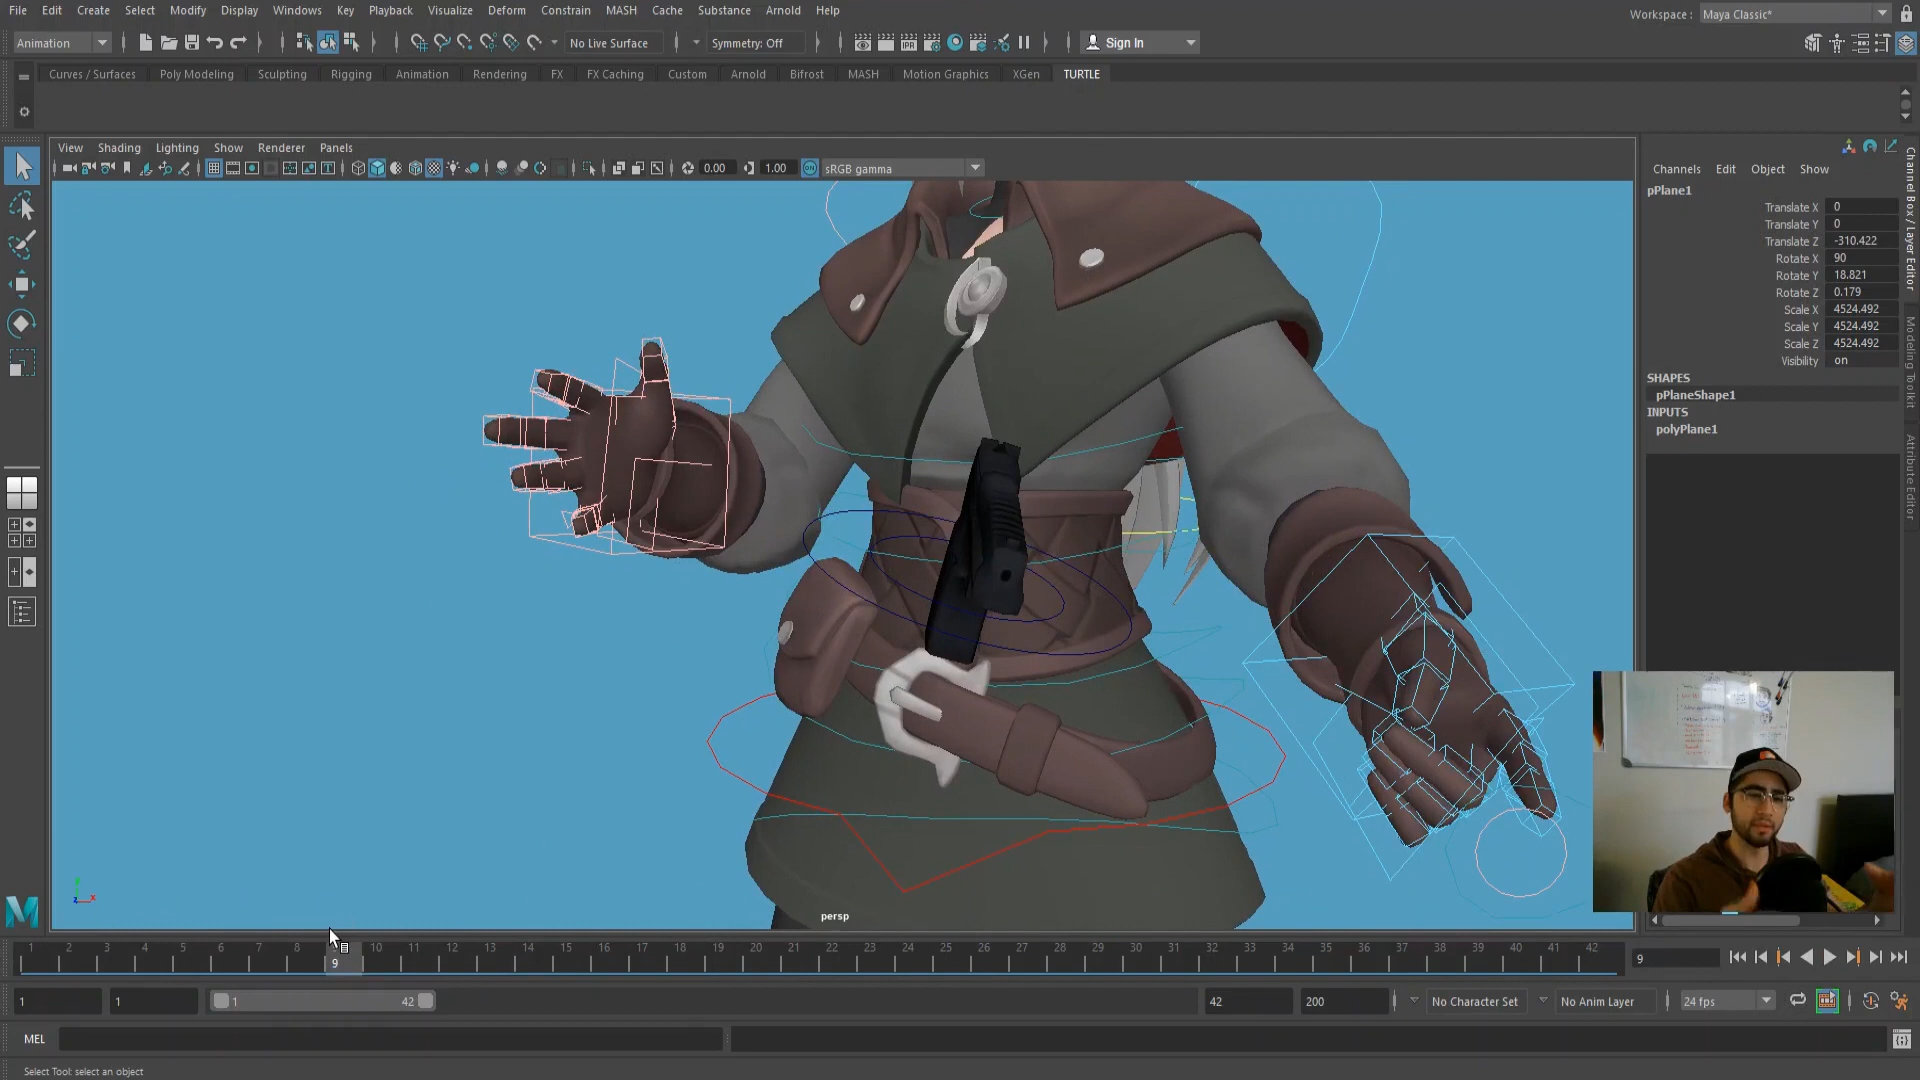 File Edit Create Select Modify Display Windows Key Playback Visualize Deform Constrain MASH Cache Substance Arnold Help
Workspace : Maya Classic*
Animation No Live Surface Symmetry: Off Sign In
Curves / Surfaces Poly Modeling Sculpting Rigging Animation Rendering FX FX Caching Custom Arnold Bifrost MASH Motion Graphics XGen TURTLE
View Shading Lighting Show Renderer Panels
0.00 1.00 sRGB gamma
Channels Edit Object Show
pPlane1
Translate X 0
Translate Y 0
Translate Z -310.422
Rotate X 90
Rotate Y 18.821
Rotate Z 0.179
Scale X 4524.492
Scale Y 4524.492
Scale Z 4524.492
Visibility on
SHAPES
pPlaneShape1
INPUTS
polyPlane1
Channel Box / Layer Editor
Modeling Toolkit
Attribute Editor
persp
1 2 3 4 5 6 7 8 10 11 12 13 14 15 16 17 18 19 20 21 22 23 24 25 26 27 28 29 30 31 32 33 34 35 36 37 38 39 40 41 42
9
9
1 1 1 42 42 200 No Character Set No Anim Layer 24 fps
MEL
Select Tool: select an object